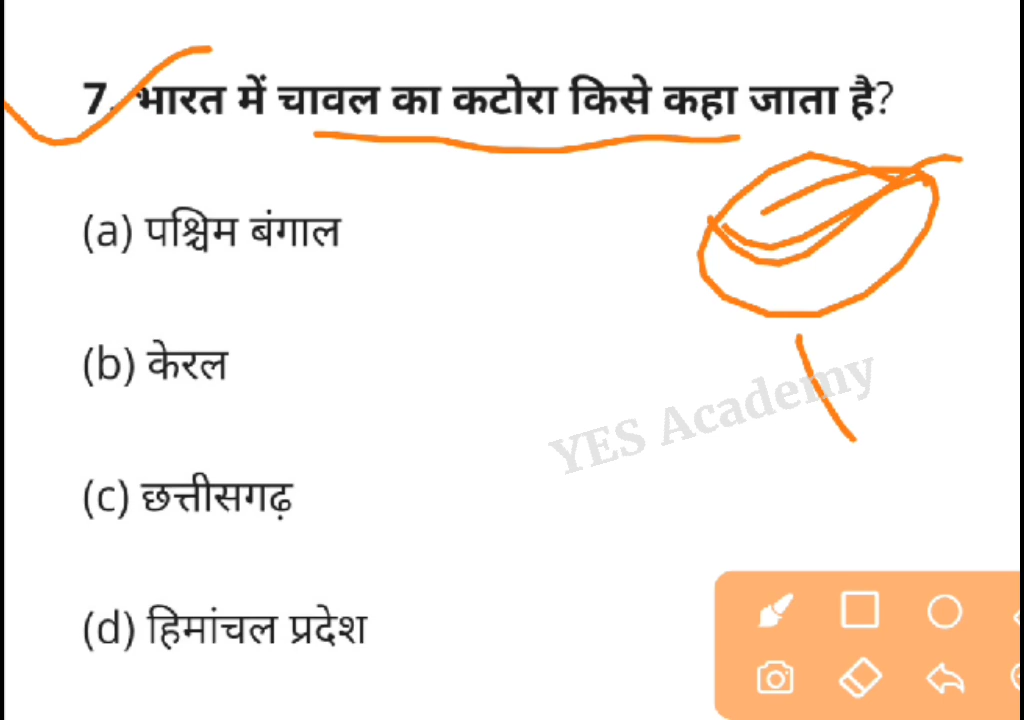 7. भारत में चावल का कटोरा किसे कहा जाता है?
(a) पश्चिम बंगाल
(b) केरल
YES Academy
(c) छत्तीसगढ़
(d) हिमांचल प्रदेश